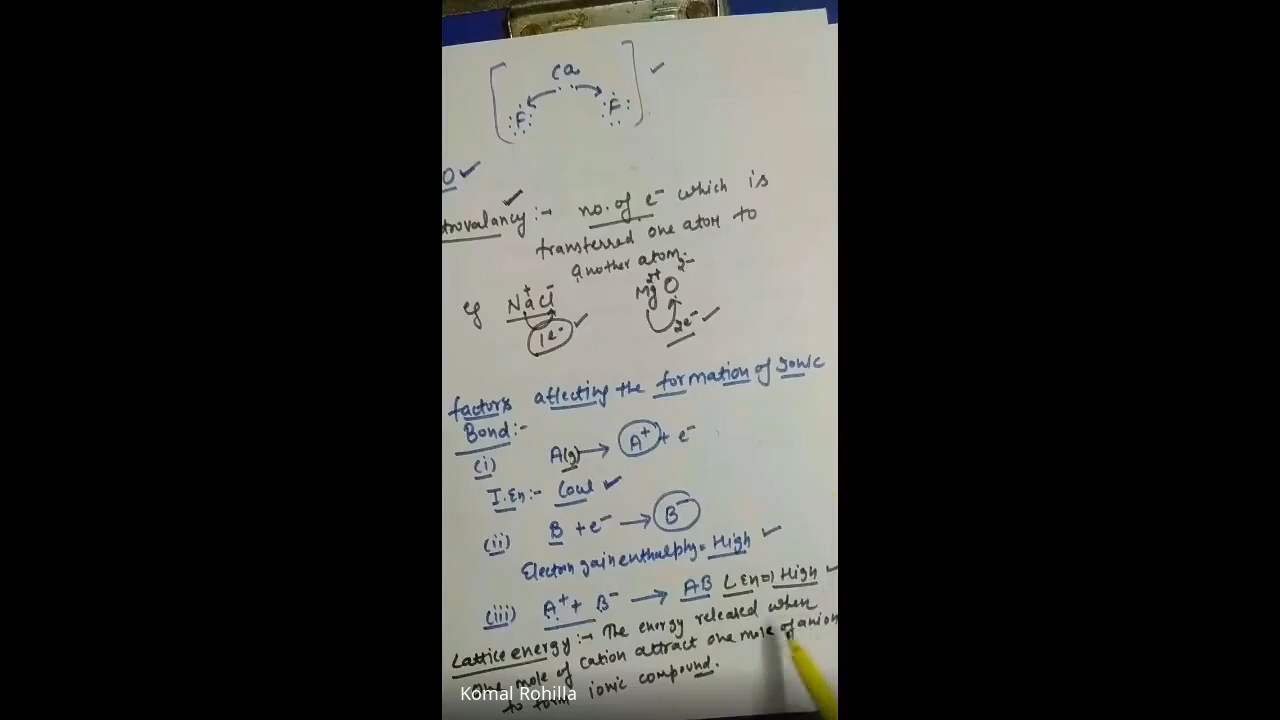 Ca
:F: F:
O
trovalancy:→ no. of e⁻ which is
transferred one atom to
another atom.
eg Na⁺Cl⁻ Mg²⁺O²⁻
1e⁻ 2e⁻
factors affecting the formation of Ionic
Bond:-
(i) A(g) → A⁺ + e⁻
I.En:- Low
(ii) B + e⁻ → B⁻
Electron gain enthalphy = High
(iii) A⁺ + B⁻ → AB L En => High
Lattice energy:→ The energy released when
one mole of cation attract one mole of anion
to form ionic compound.
Komal Rohilla